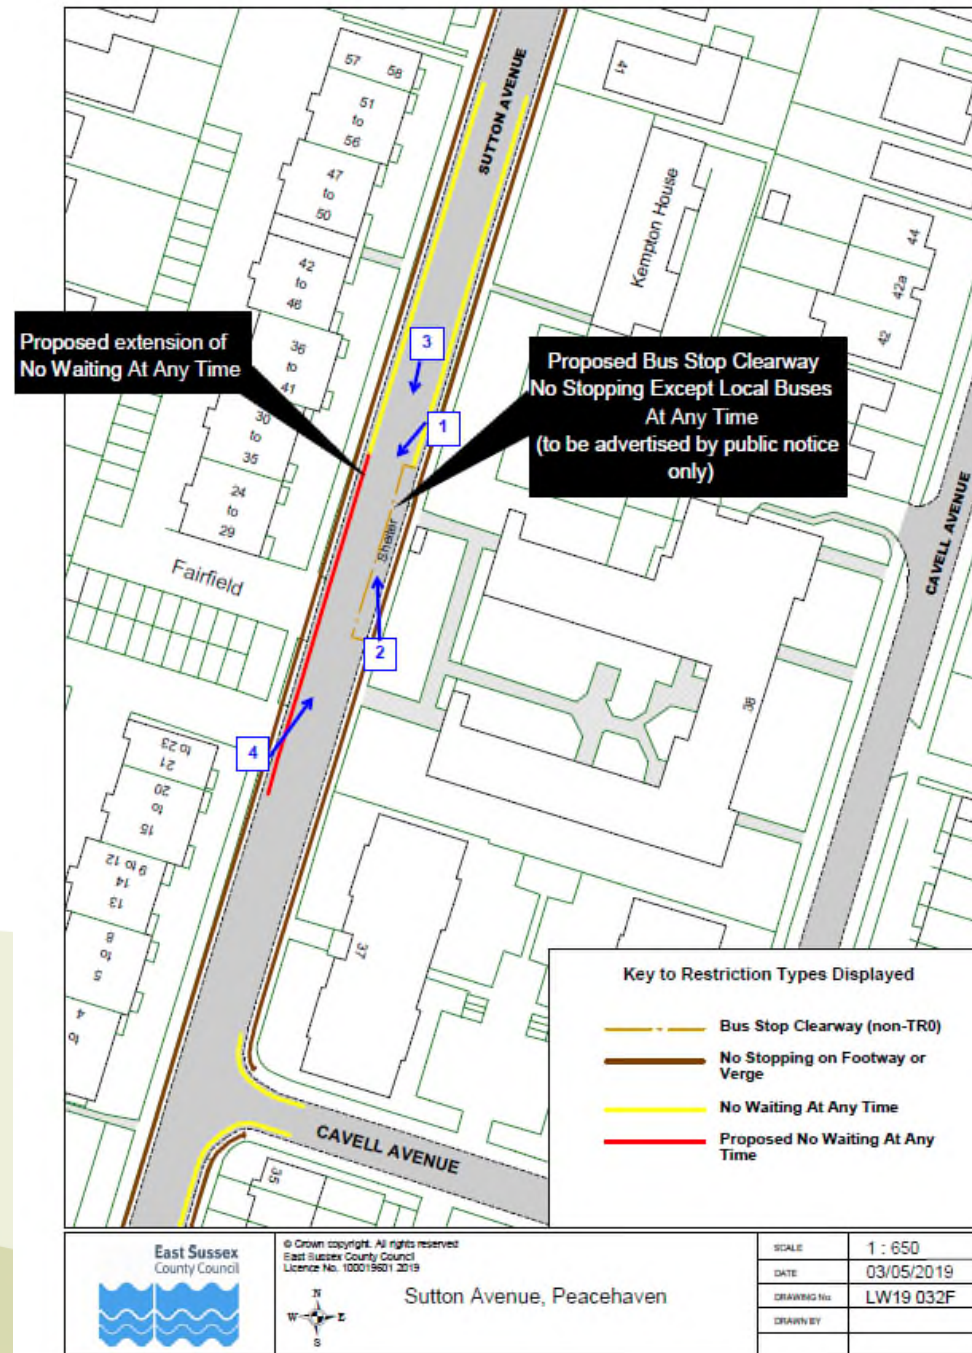 57 58
51
to
56
47
to
50
42
to
46
36
to
41
30
to
35
24
to
29
Fairfield
SUTTON AVENUE
41
Kempton House
44
42a
42
Proposed extension of
No Waiting At Any Time
3
1
Proposed Bus Stop Clearway
No Stopping Except Local Buses
At Any Time
(to be advertised by public notice
only)
Shelter
2
4
CAVELL AVENUE
38
21
to 23
15
to
20
13
14
9 to 12
5
to
8
to
4
37
35
CAVELL AVENUE
Key to Restriction Types Displayed
Bus Stop Clearway (non-TR0)
No Stopping on Footway or
Verge
No Waiting At Any Time
Proposed No Waiting At Any
Time
East Sussex
County Council
© Crown copyright. All rights reserved
East Sussex County Council
Licence No. 100019601 2019
N
W E
S
Sutton Avenue, Peacehaven
SCALE 1 : 650
DATE 03/05/2019
DRAWING No: LW19 032F
DRAWN BY